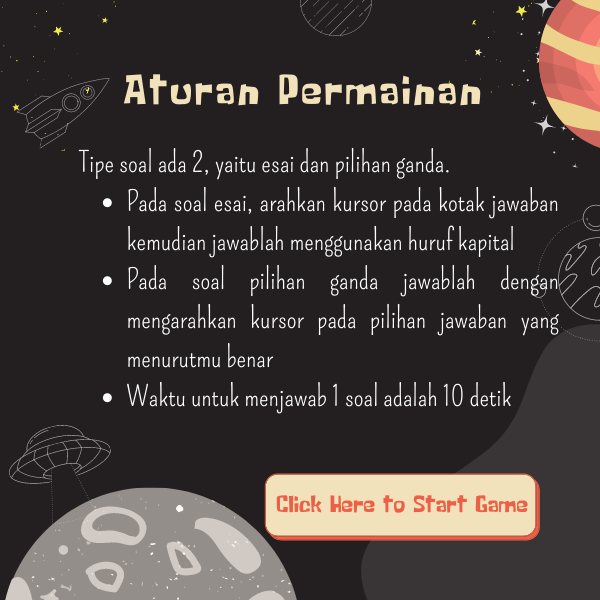 Aturan Permainan
Tipe soal ada 2, yaitu esai dan pilihan ganda.
• Pada soal esai, arahkan kursor pada kotak jawaban
kemudian jawablah menggunakan huruf kapital
• Pada soal pilihan ganda jawablah dengan
mengarahkan kursor pada pilihan jawaban yang
menurutmu benar
• Waktu untuk menjawab 1 soal adalah 10 detik
Click Here to Start Game